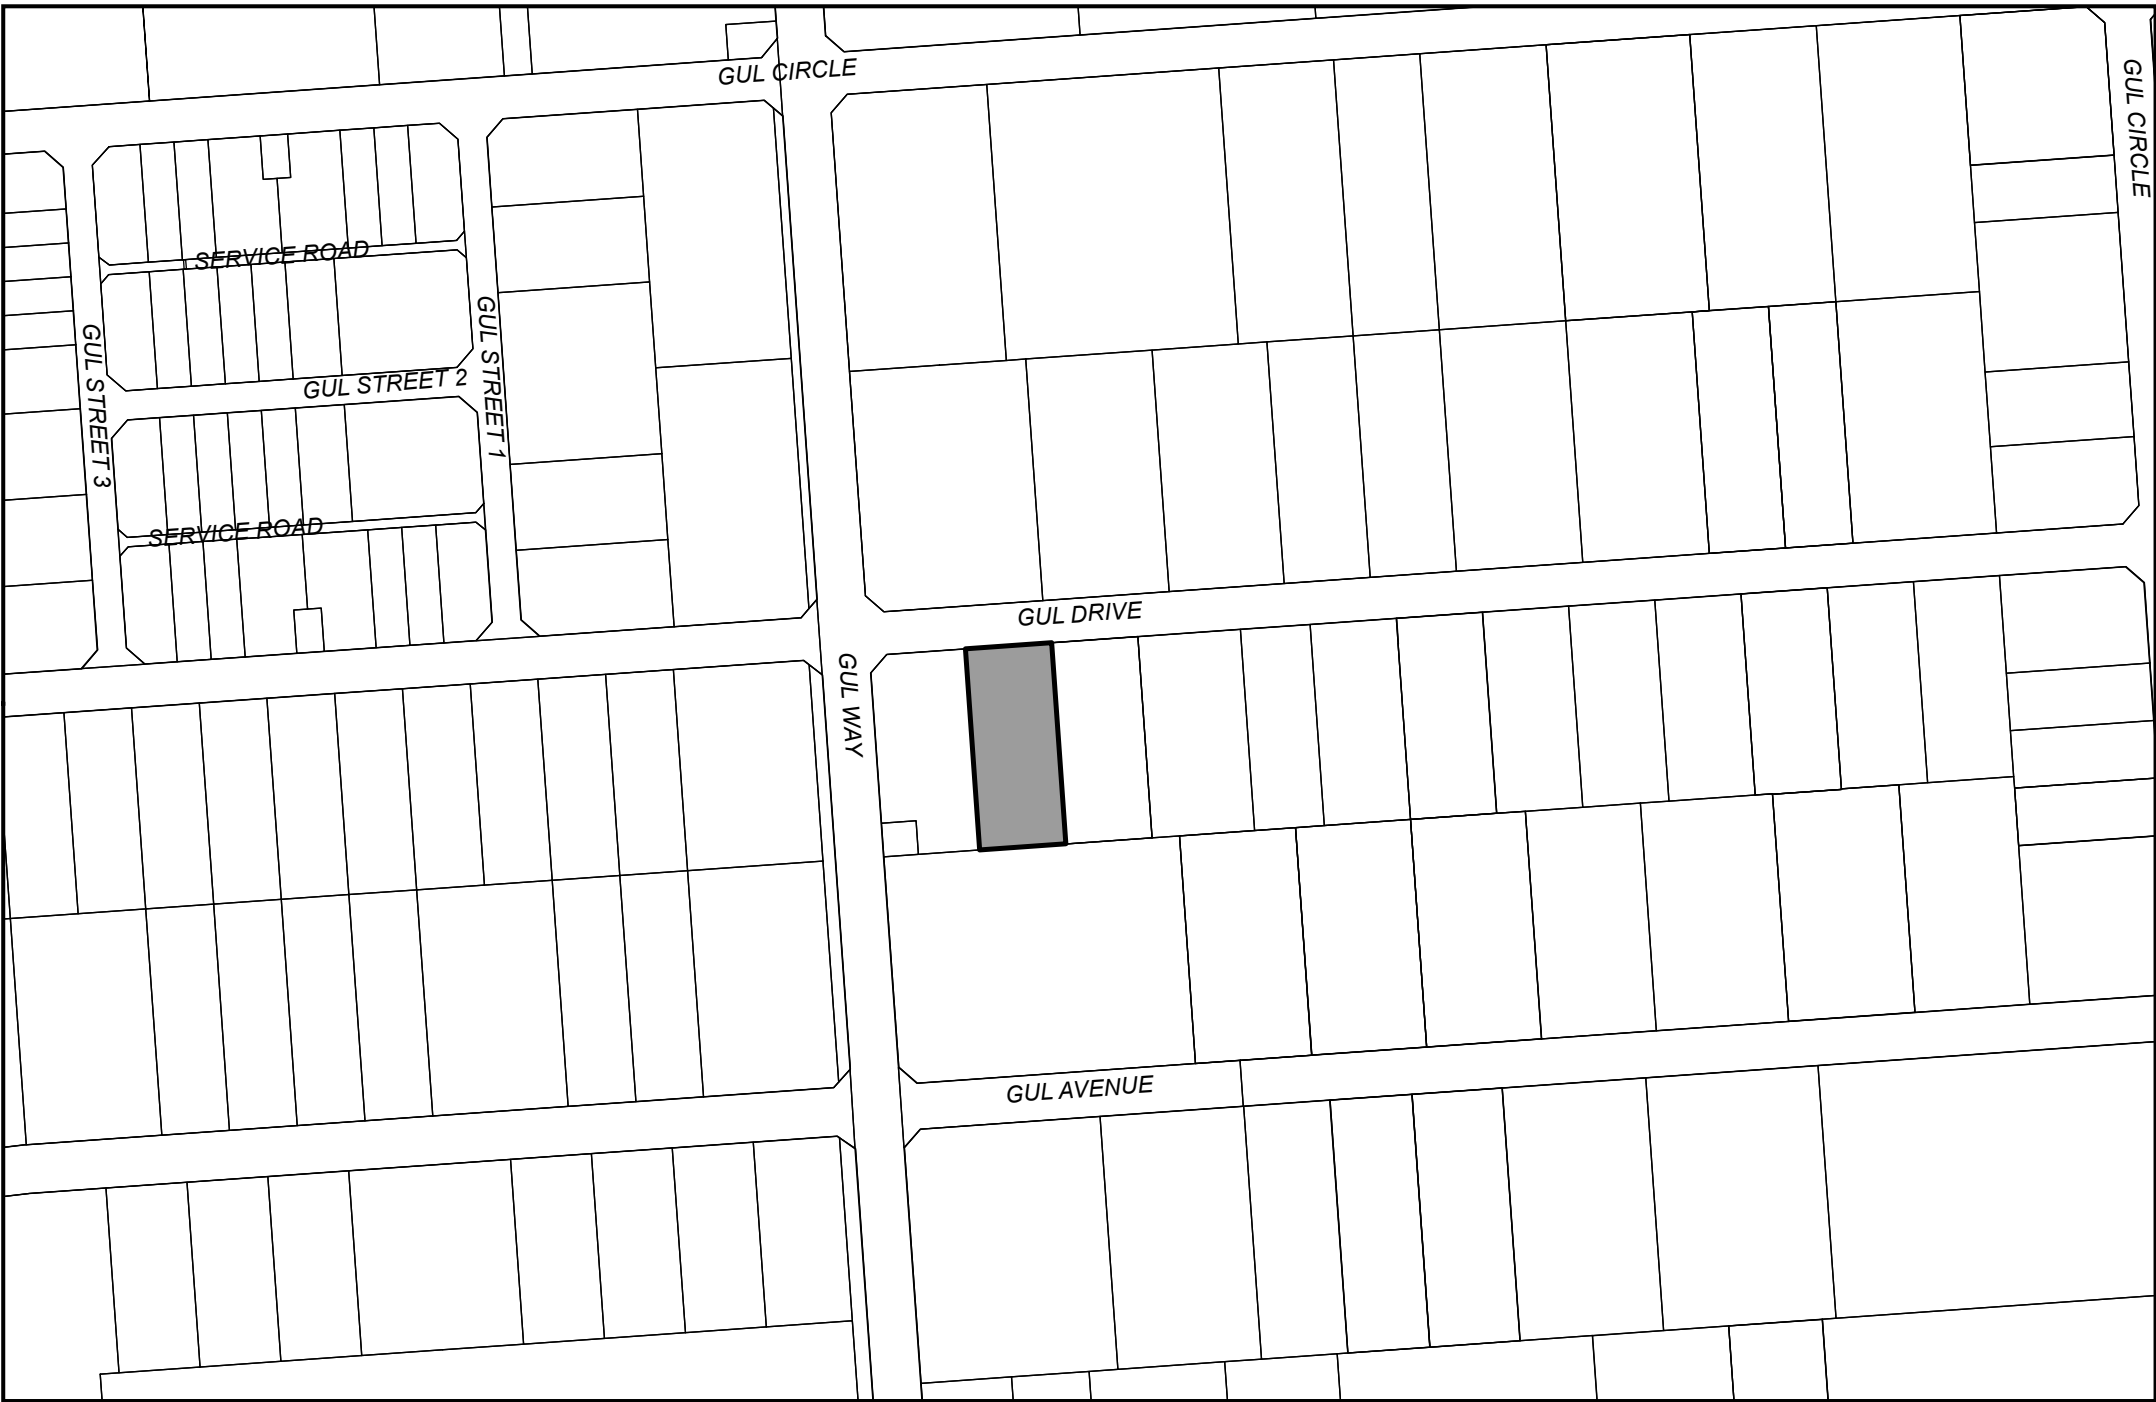 GUL CIRCLE
GUL CIRCLE
SERVICE ROAD
GUL STREET 1
GUL STREET 3
GUL STREET 2
SERVICE ROAD
GUL DRIVE
GUL WAY
GUL AVENUE